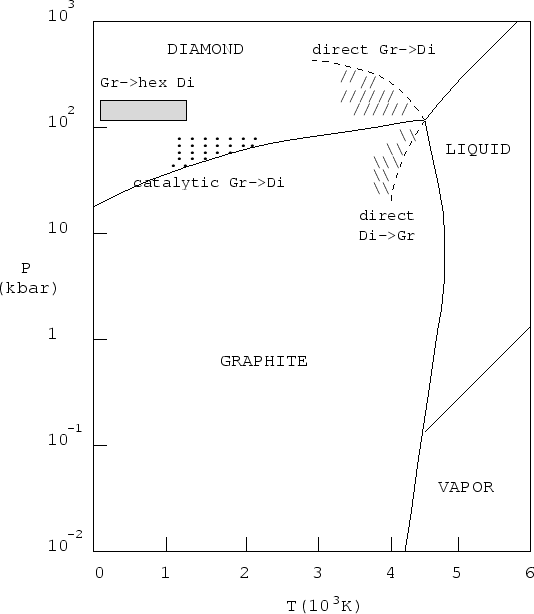 10^3
DIAMOND
direct Gr->Di
Gr->hex Di
10^2
LIQUID
catalytic Gr->Di
direct
Di->Gr
10
P
(kbar)
1
GRAPHITE
10^-1
VAPOR
10^-2
0 1 2 3 4 5 6
T(10^3K)